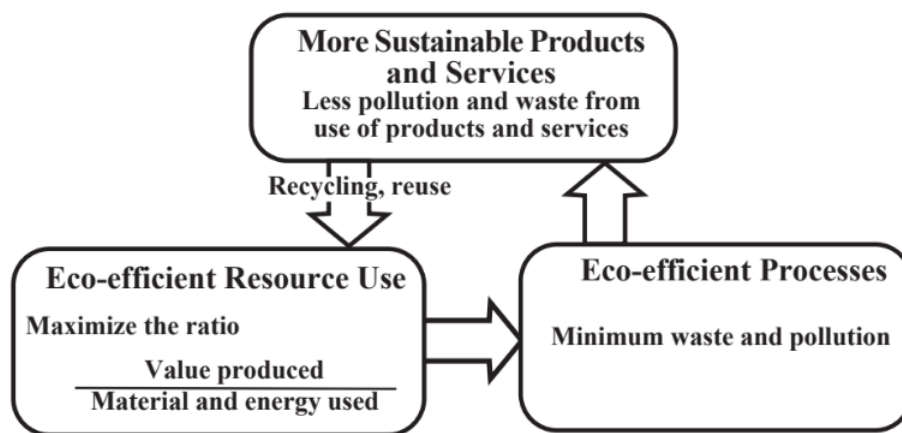 More Sustainable Products
and Services
Less pollution and waste from
use of products and services
Recycling, reuse
Eco-efficient Resource Use
Maximize the ratio
Value produced
Material and energy used
Eco-efficient Processes
Minimum waste and pollution